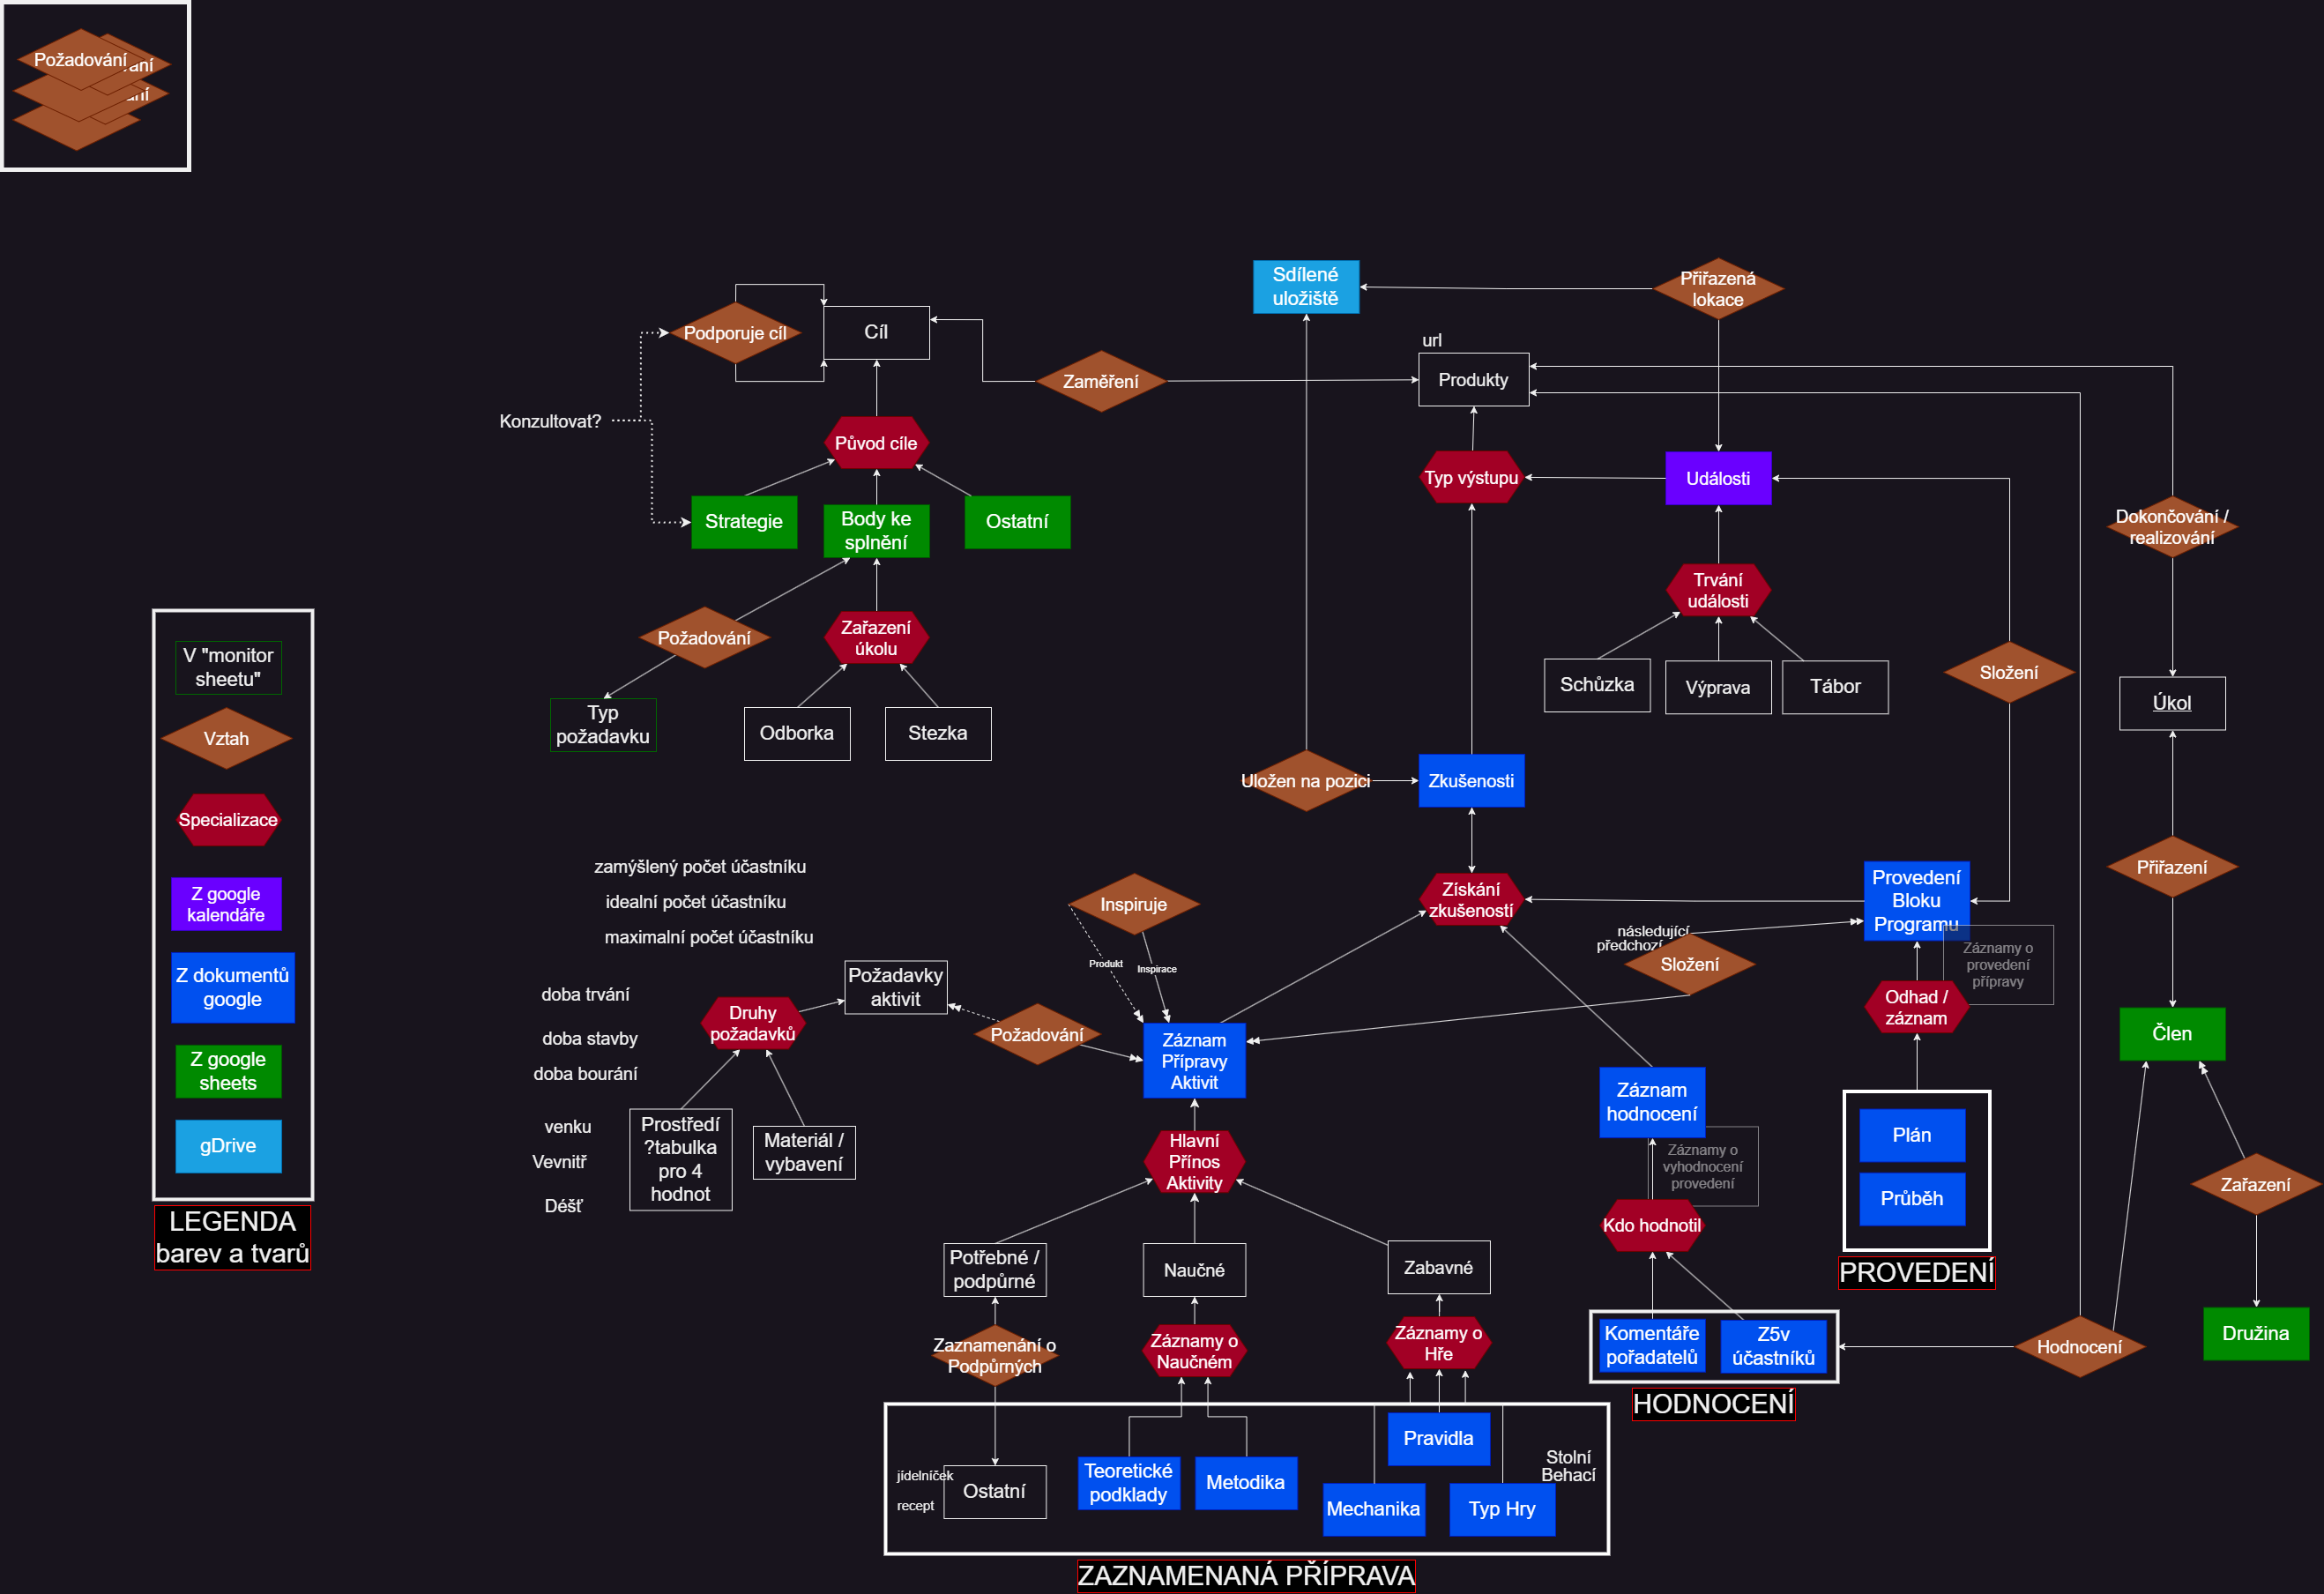 Požadování
ání
ání
Sdílené
uložiště
Přiřazená
lokace
Podporuje cíl
Cíl
url
Zaměření
Produkty
Konzultovat?
Původ cíle
Typ výstupu
Události
Strategie
Body ke
splnění
Ostatní
Dokončování /
realizování
Trvání
události
Požadování
Zařazení
úkolu
V "monitor
sheetu"
Schůzka
Výprava
Tábor
Složení
Úkol
Typ
požadavku
Odborka
Stezka
Vztah
Uložen na pozici
Zkušenosti
Specializace
zamýšlený počet účastníku
idealní počet účastníku
maximalní počet účastníku
Přiřazení
Z google
kalendáře
Inspiruje
Získání
zkušeností
Provedení
Bloku
Programu
následující
předchozí
Složení
Záznamy o
provedení
přípravy
Produkt
Inspirace
Z dokumentů
google
doba trvání
Požadavky
aktivit
Odhad /
záznam
Druhy
požadavků
Požadování
doba stavby
Záznam
Přípravy
Aktivit
Člen
Z google
sheets
doba bourání
Záznam
hodnocení
venku
Prostředí
?tabulka
pro 4
hodnot
Materiál /
vybavení
Plán
gDrive
Vevnitř
Hlavní
Přínos
Aktivity
Záznamy o
vyhodnocení
provedení
Zařazení
Déšť
Průběh
LEGENDA
barev a tvarů
Kdo hodnotil
Potřebné /
podpůrné
Naučné
Zabavné
PROVEDENÍ
Zaznamenání o
Podpůrných
Záznamy o
Naučném
Záznamy o
Hře
Komentáře
pořadatelů
Z5v
účastníků
Hodnocení
Družina
HODNOCENÍ
Pravidla
Stolní
Behací
jídelníček
recept
Ostatní
Teoretické
podklady
Metodika
Mechanika
Typ Hry
ZAZNAMENANÁ PŘÍPRAVA